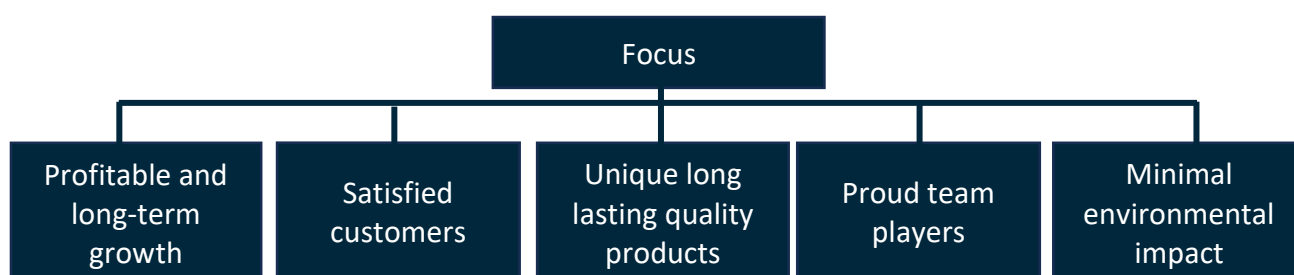 Focus
Profitable and
long-term
growth
Satisfied
customers
Unique long
lasting quality
products
Proud team
players
Minimal
environmental
impact